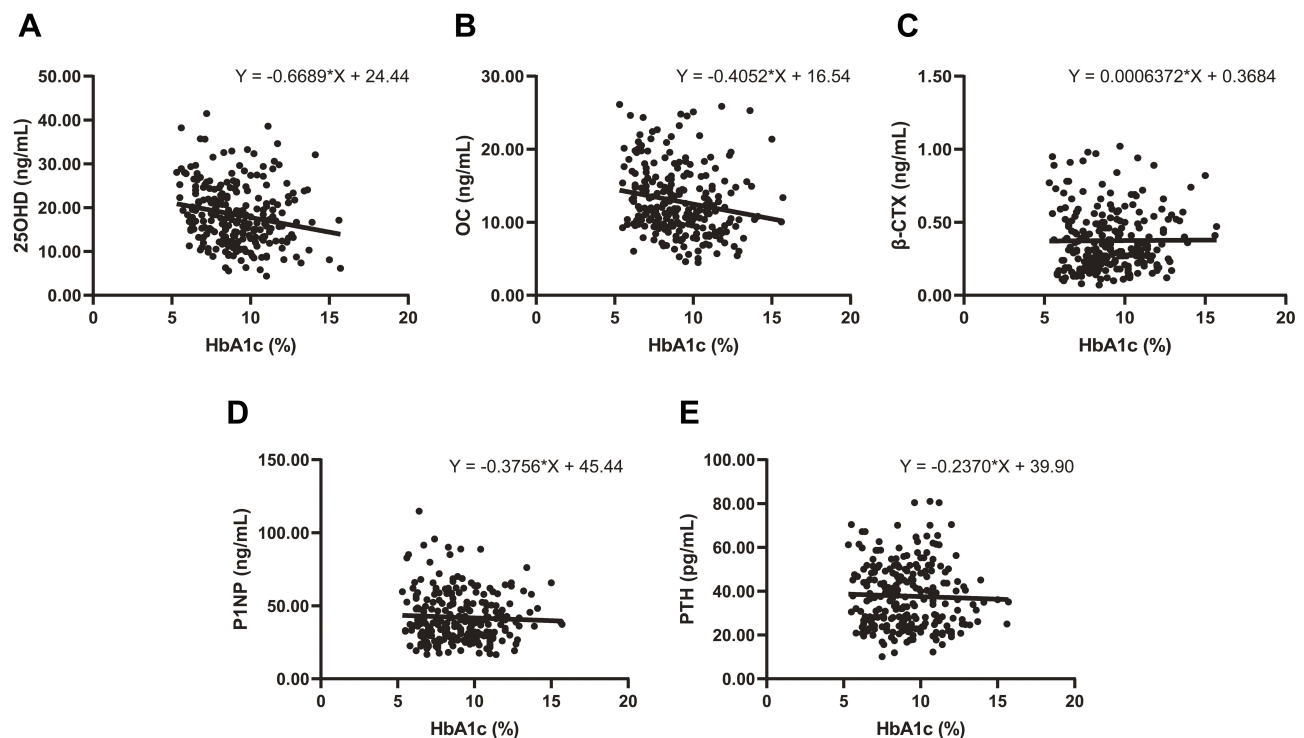 A
Y = -0.6689*X + 24.44
50.00
40.00
30.00
20.00
10.00
0.00
25OHD (ng/mL)
0 5 10 15 20
HbA1c (%)
B
Y = -0.4052*X + 16.54
30.00
20.00
10.00
0.00
OC (ng/mL)
0 5 10 15 20
HbA1c (%)
C
Y = 0.0006372*X + 0.3684
1.50
1.00
0.50
0.00
β-CTX (ng/mL)
0 5 10 15 20
HbA1c (%)
D
Y = -0.3756*X + 45.44
150.00
100.00
50.00
0.00
P1NP (ng/mL)
0 5 10 15 20
HbA1c (%)
E
Y = -0.2370*X + 39.90
100.00
80.00
60.00
40.00
20.00
0.00
PTH (pg/mL)
0 5 10 15 20
HbA1c (%)